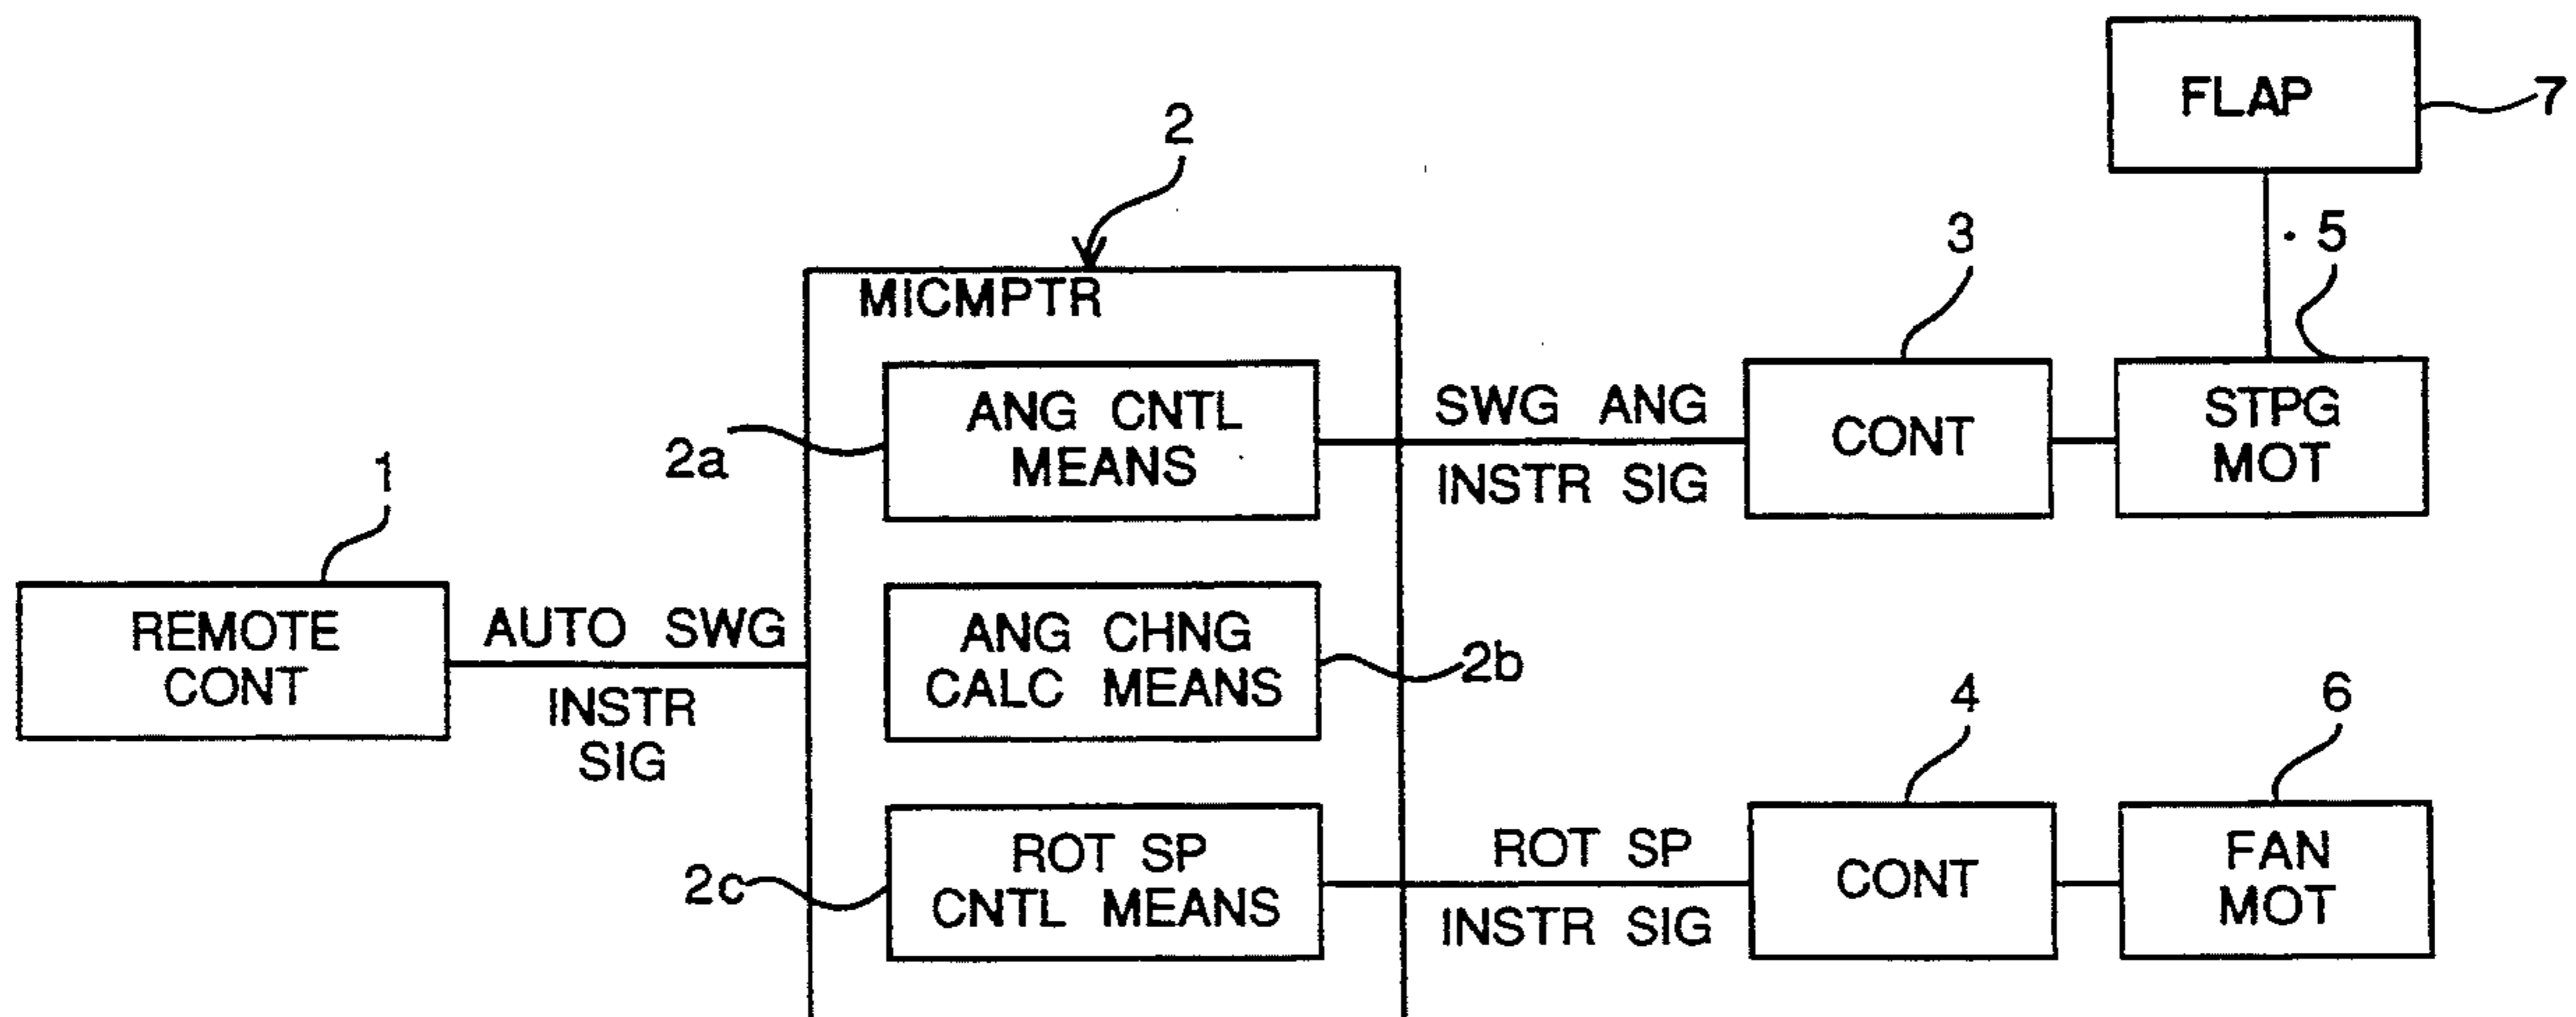 FLAP
7
2
3
5
MICMPTR
ANG CNTL
MEANS
2a
SWG ANG
INSTR SIG
CONT
STPG
MOT
1
REMOTE
CONT
AUTO SWG
INSTR
SIG
ANG CHNG
CALC MEANS
2b
4
6
ROT SP
CNTL MEANS
2c
ROT SP
INSTR SIG
CONT
FAN
MOT